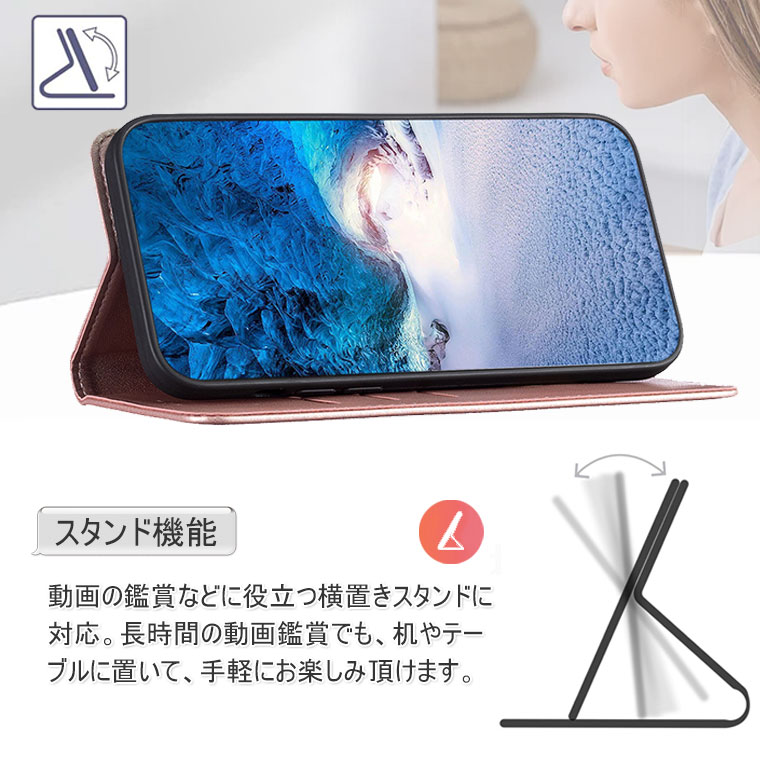 スタンド機能
動画の鑑賞などに役立つ横置きスタンドに
対応。長時間の動画鑑賞でも、机やテー
ブルに置いて、手軽にお楽しみ頂けます。